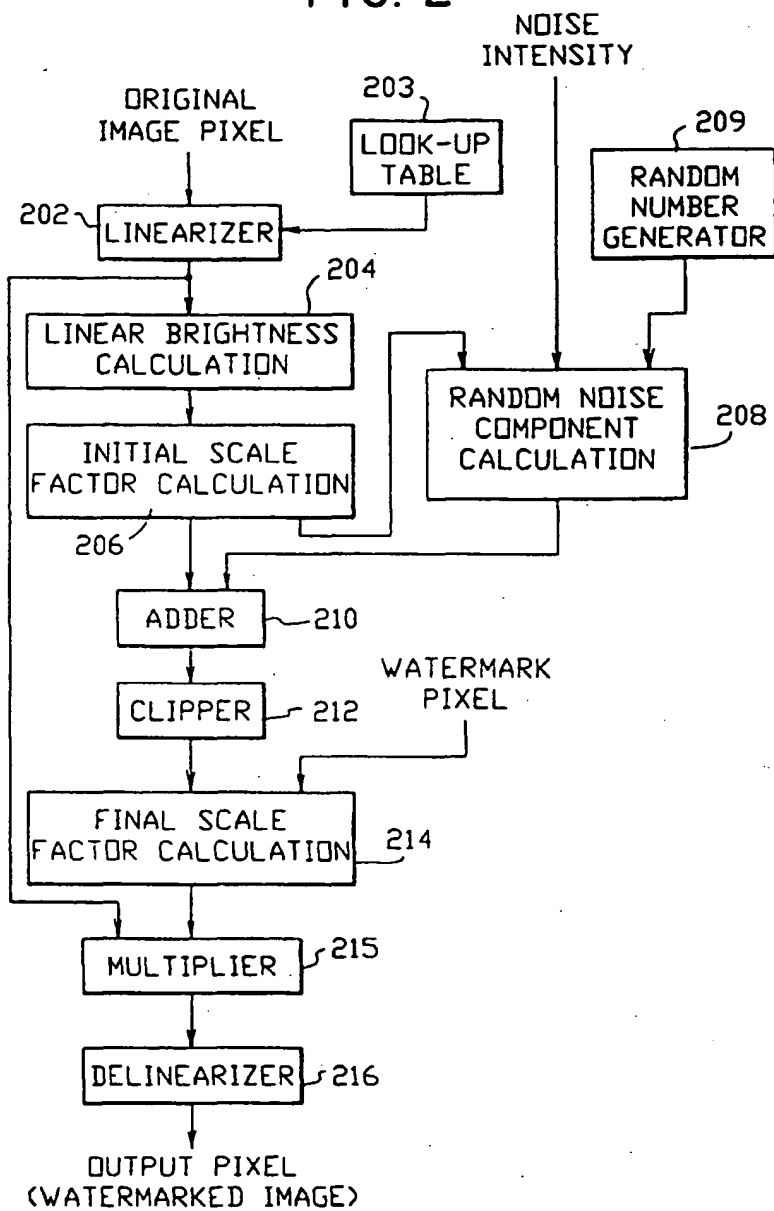 FIG. 2
NOISE
INTENSITY
ORIGINAL
IMAGE PIXEL
203
LOOK-UP
TABLE
209
RANDOM
NUMBER
GENERATOR
202
LINEARIZER
204
LINEAR BRIGHTNESS
CALCULATION
RANDOM NOISE
COMPONENT
CALCULATION
208
INITIAL SCALE
FACTOR CALCULATION
206
ADDER
210
WATERMARK
PIXEL
CLIPPER
212
FINAL SCALE
FACTOR CALCULATION
214
MULTIPLIER
215
DELINEARIZER
216
OUTPUT PIXEL
(WATERMARKED IMAGE)